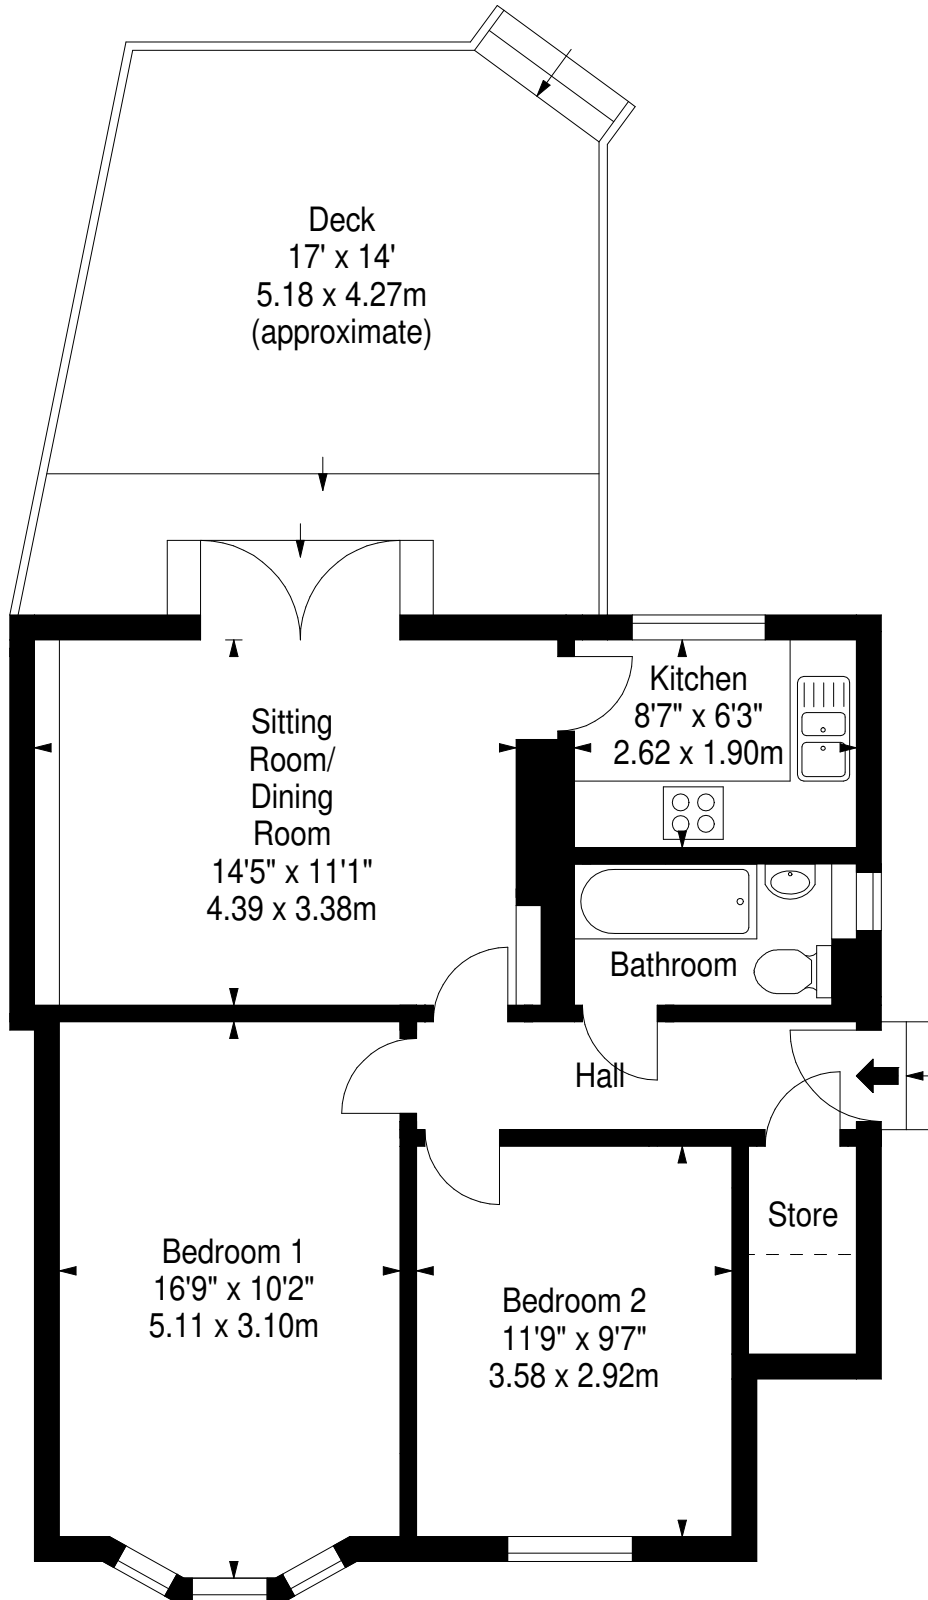 Deck
17' x 14'
5.18 x 4.27m
(approximate)
Sitting
Room/
Dining
Room
14'5" x 11'1"
4.39 x 3.38m
Kitchen
8'7" x 6'3"
2.62 x 1.90m
Bathroom
Hall
Store
Bedroom 1
16'9" x 10'2"
5.11 x 3.10m
Bedroom 2
11'9" x 9'7"
3.58 x 2.92m